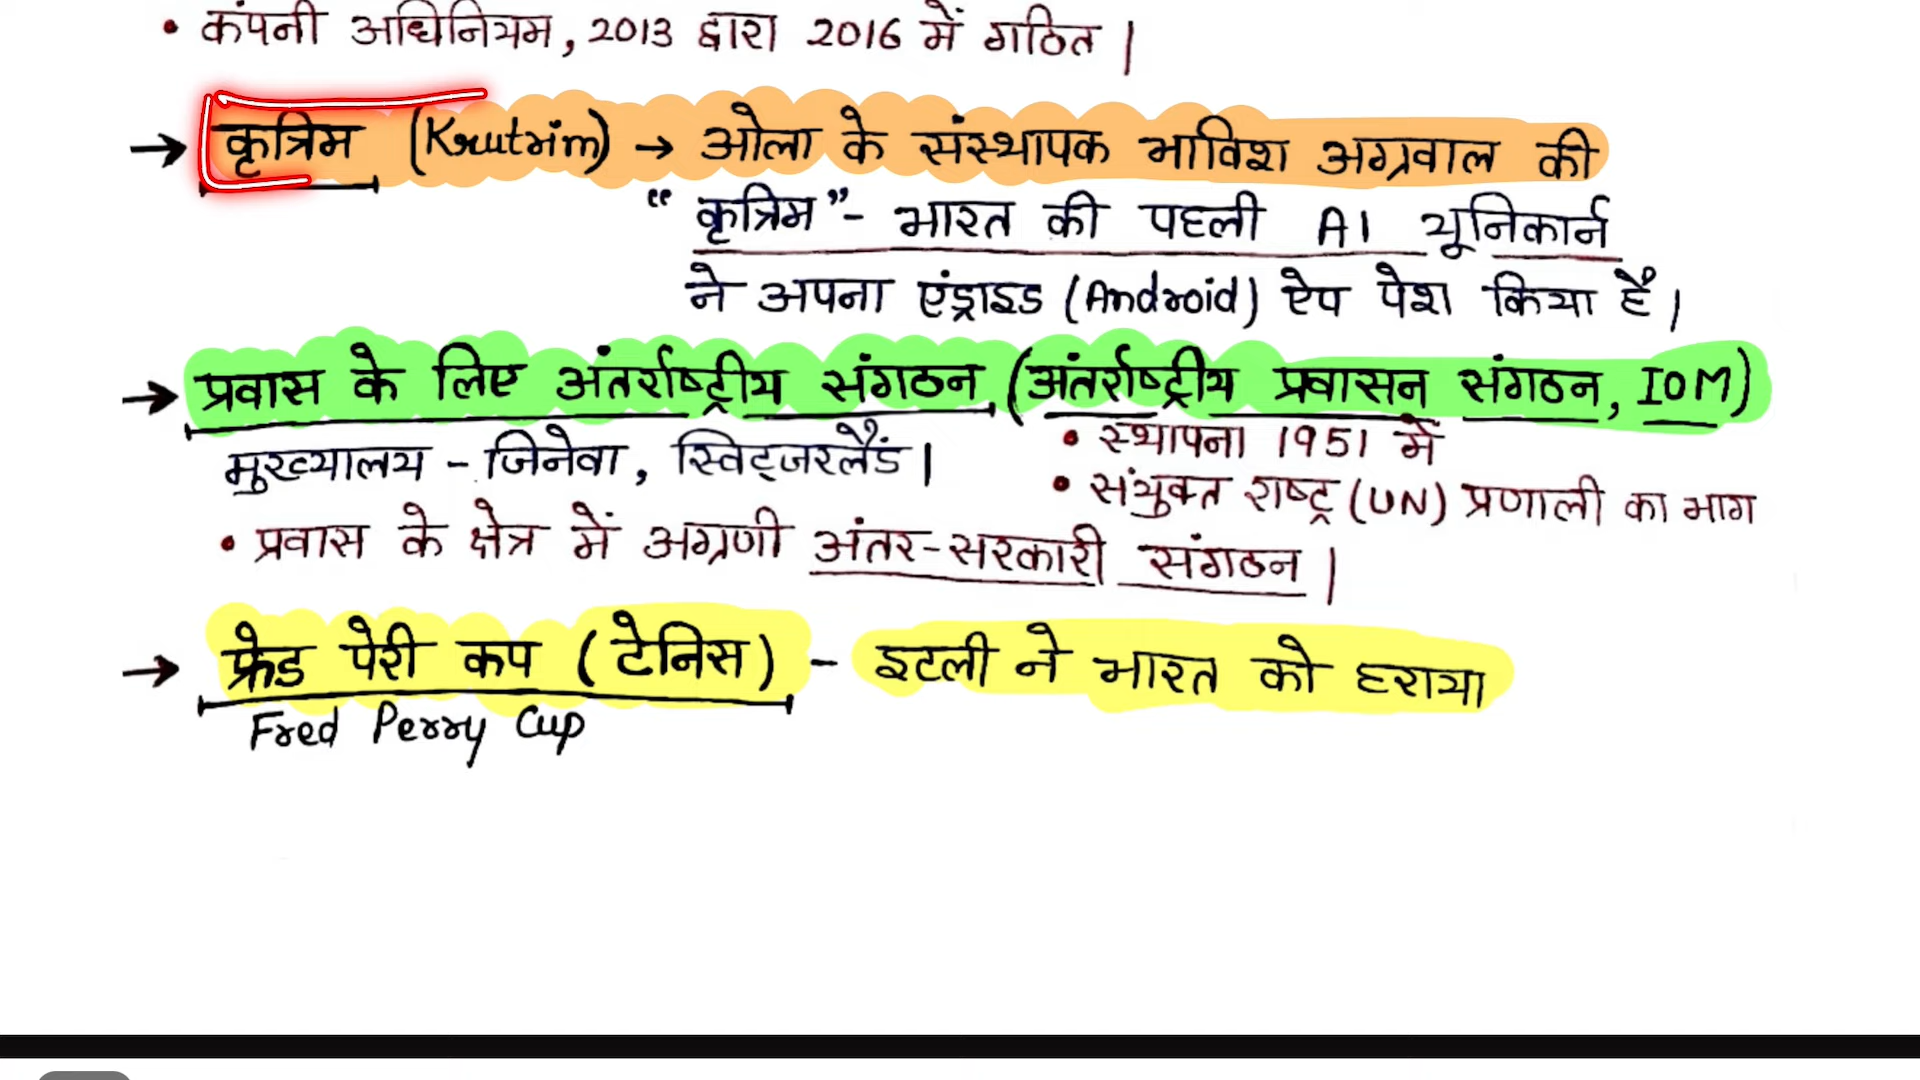 • कंपनी अधिनियम, 2013 द्वारा 2016 में गठित |
→ कृत्रिम (Krutrim) → ओला के संस्थापक भाविश अग्रवाल की
“ कृत्रिम ” - भारत की पहली AI यूनिकार्न
ने अपना एंड्राइड (Android) ऐप पेश किया है |
→ प्रवास के लिए अंतर्राष्ट्रीय संगठन (अंतर्राष्ट्रीय प्रवासन संगठन, IOM)
मुख्यालय - जिनेवा, स्विट्जरलैंड |
• स्थापना 1951 में
• संयुक्त राष्ट्र (UN) प्रणाली का भाग
• प्रवास के क्षेत्र में अग्रणी अंतर-सरकारी संगठन |
→ फ्रेड पेरी कप (टेनिस) - इटली ने भारत को हराया
Fred Perry Cup